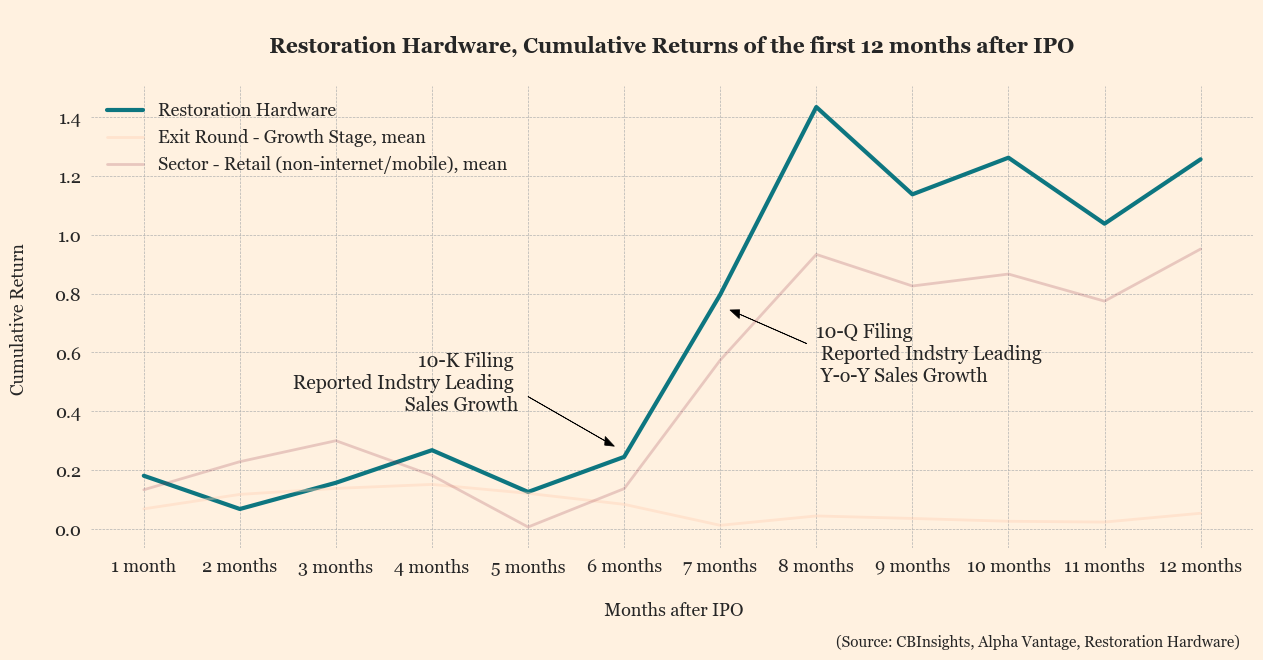 Restoration Hardware, Cumulative Returns of the first 12 months after IPO
Restoration Hardware
Exit Round - Growth Stage, mean
Sector - Retail (non-internet/mobile), mean
1.4
1.2
1.0
0.8
0.6
0.4
0.2
0.0
Cumulative Return
10-K Filing
Reported Indstry Leading
Sales Growth
10-Q Filing
Reported Indstry Leading
Y-o-Y Sales Growth
1 month 2 months 3 months 4 months 5 months 6 months 7 months 8 months 9 months 10 months 11 months 12 months
Months after IPO
(Source: CBInsights, Alpha Vantage, Restoration Hardware)